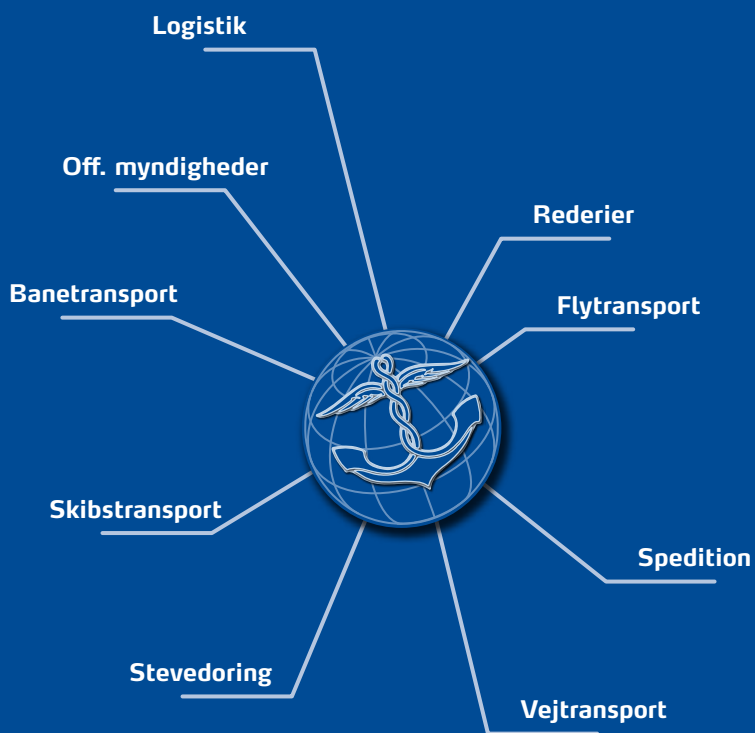 Logistik
Off. myndigheder
Rederier
Banetransport
Flytransport
Skibstransport
Spedition
Stevedoring
Vejtransport